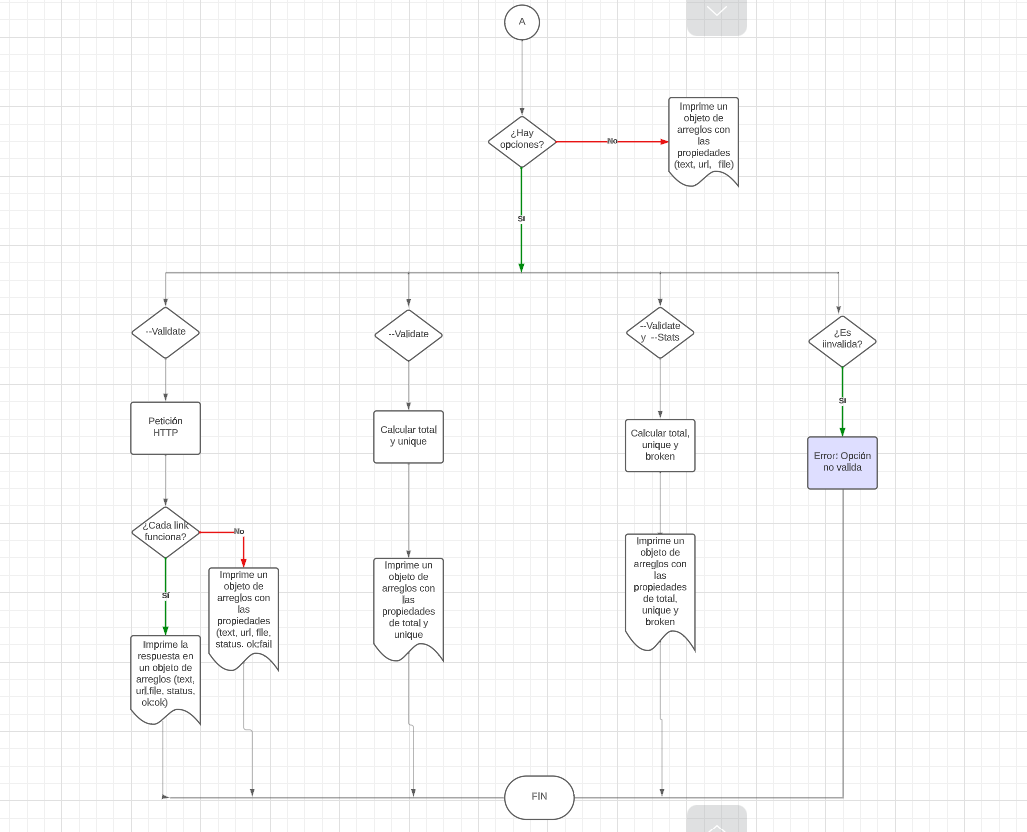 A
¿Hay
opciones?
No
Imprime un
objeto de
arreglos con
las
propiedades
(text, url, file)
Si
--Validate
--Validate
--Validate
y --Stats
¿Es
iinvalida?
Si
Petición
HTTP
Calcular total
y unique
Calcular total,
unique y
broken
Error: Opción
no valida
¿Cada link
funciona?
No
Sí
Imprime un
objeto de
arreglos con
las
propiedades
(text, url, file,
status. ok:fail
Imprime un
objeto de
arreglos con
las
propiedades
de total y
unique
Imprime un
objeto de
arreglos con
las
propiedades
de total,
unique y
broken
Imprime la
respuesta en
un objeto de
arreglos (text,
url,file, status,
ok:ok)
FIN